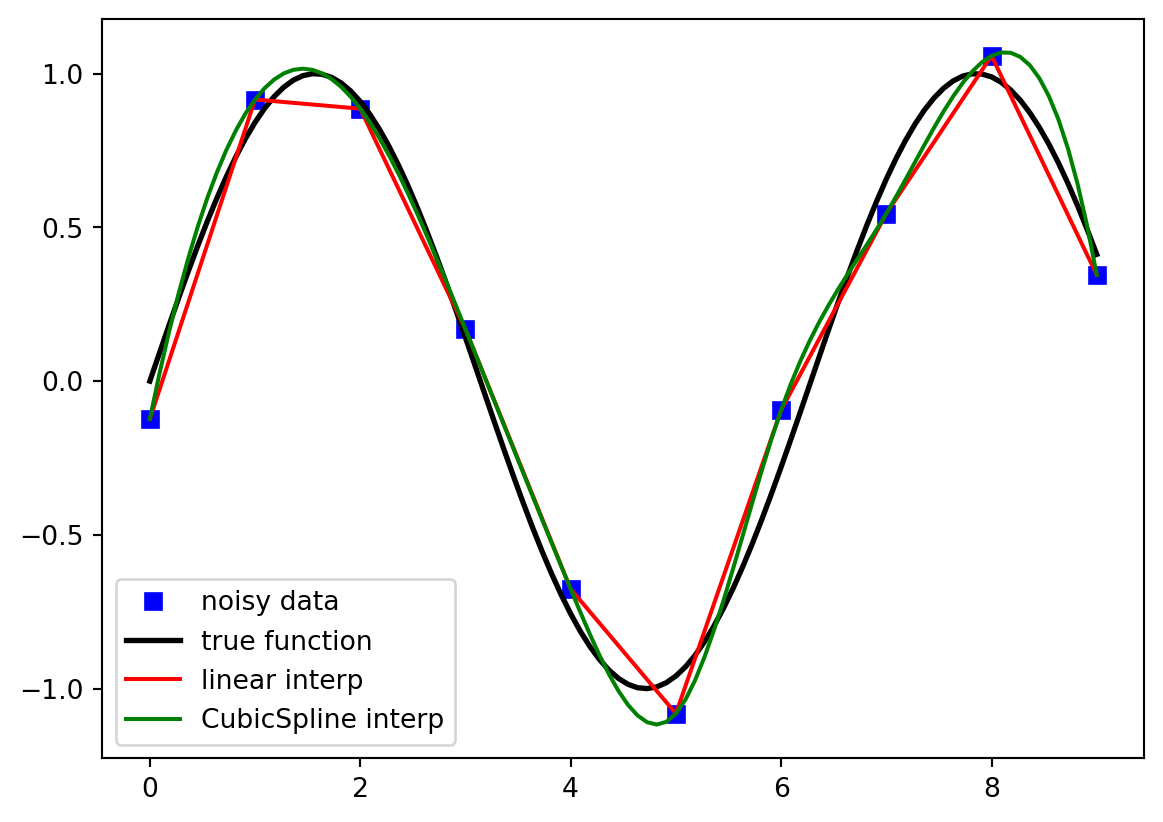 1.0
0.5
0.0
−0.5
−1.0
noisy data
true function
linear interp
CubicSpline interp
0 2 4 6 8